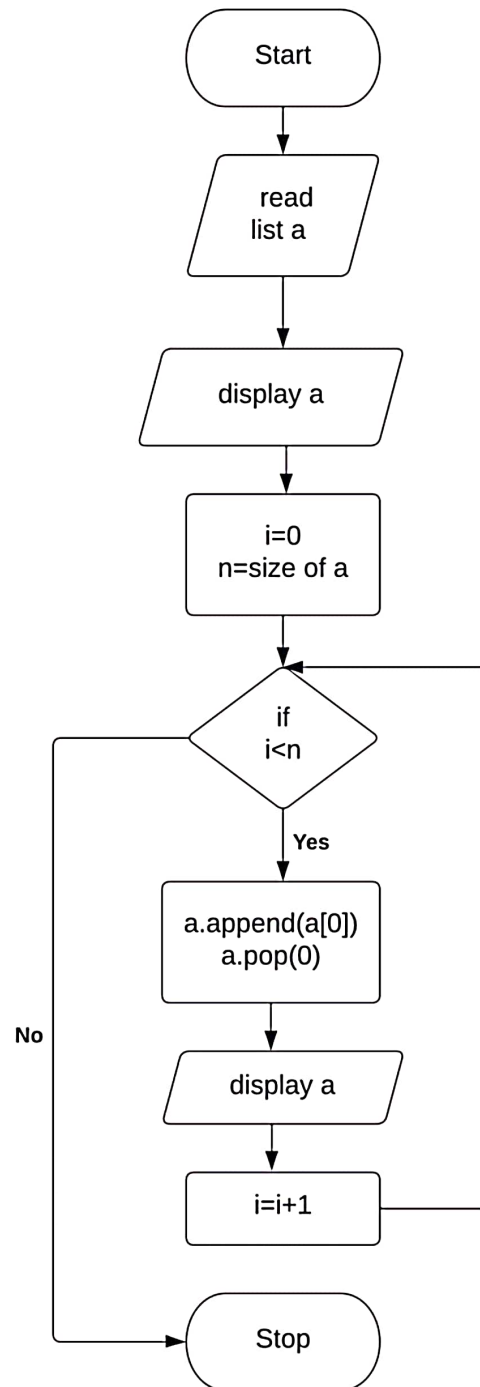 Start
read
list a
display a
i=0
n=size of a
if
i<n
Yes
a.append(a[0])
a.pop(0)
No
display a
i=i+1
Stop